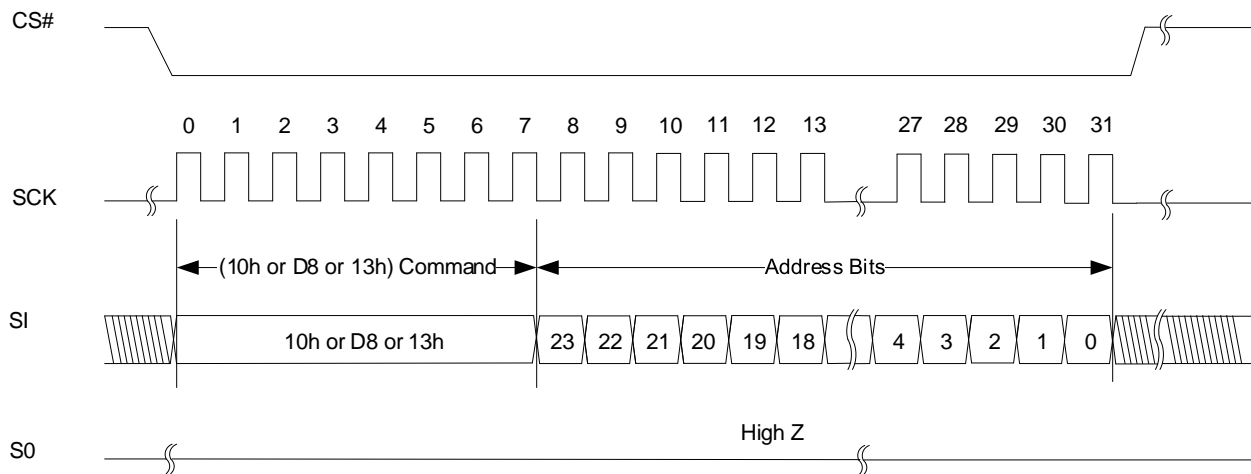 CS#
0 1 2 3 4 5 6 7 8 9 10 11 12 13 27 28 29 30 31
SCK
(10h or D8 or 13h) Command Address Bits
SI 10h or D8 or 13h 23 22 21 20 19 18 4 3 2 1 0
High Z
S0